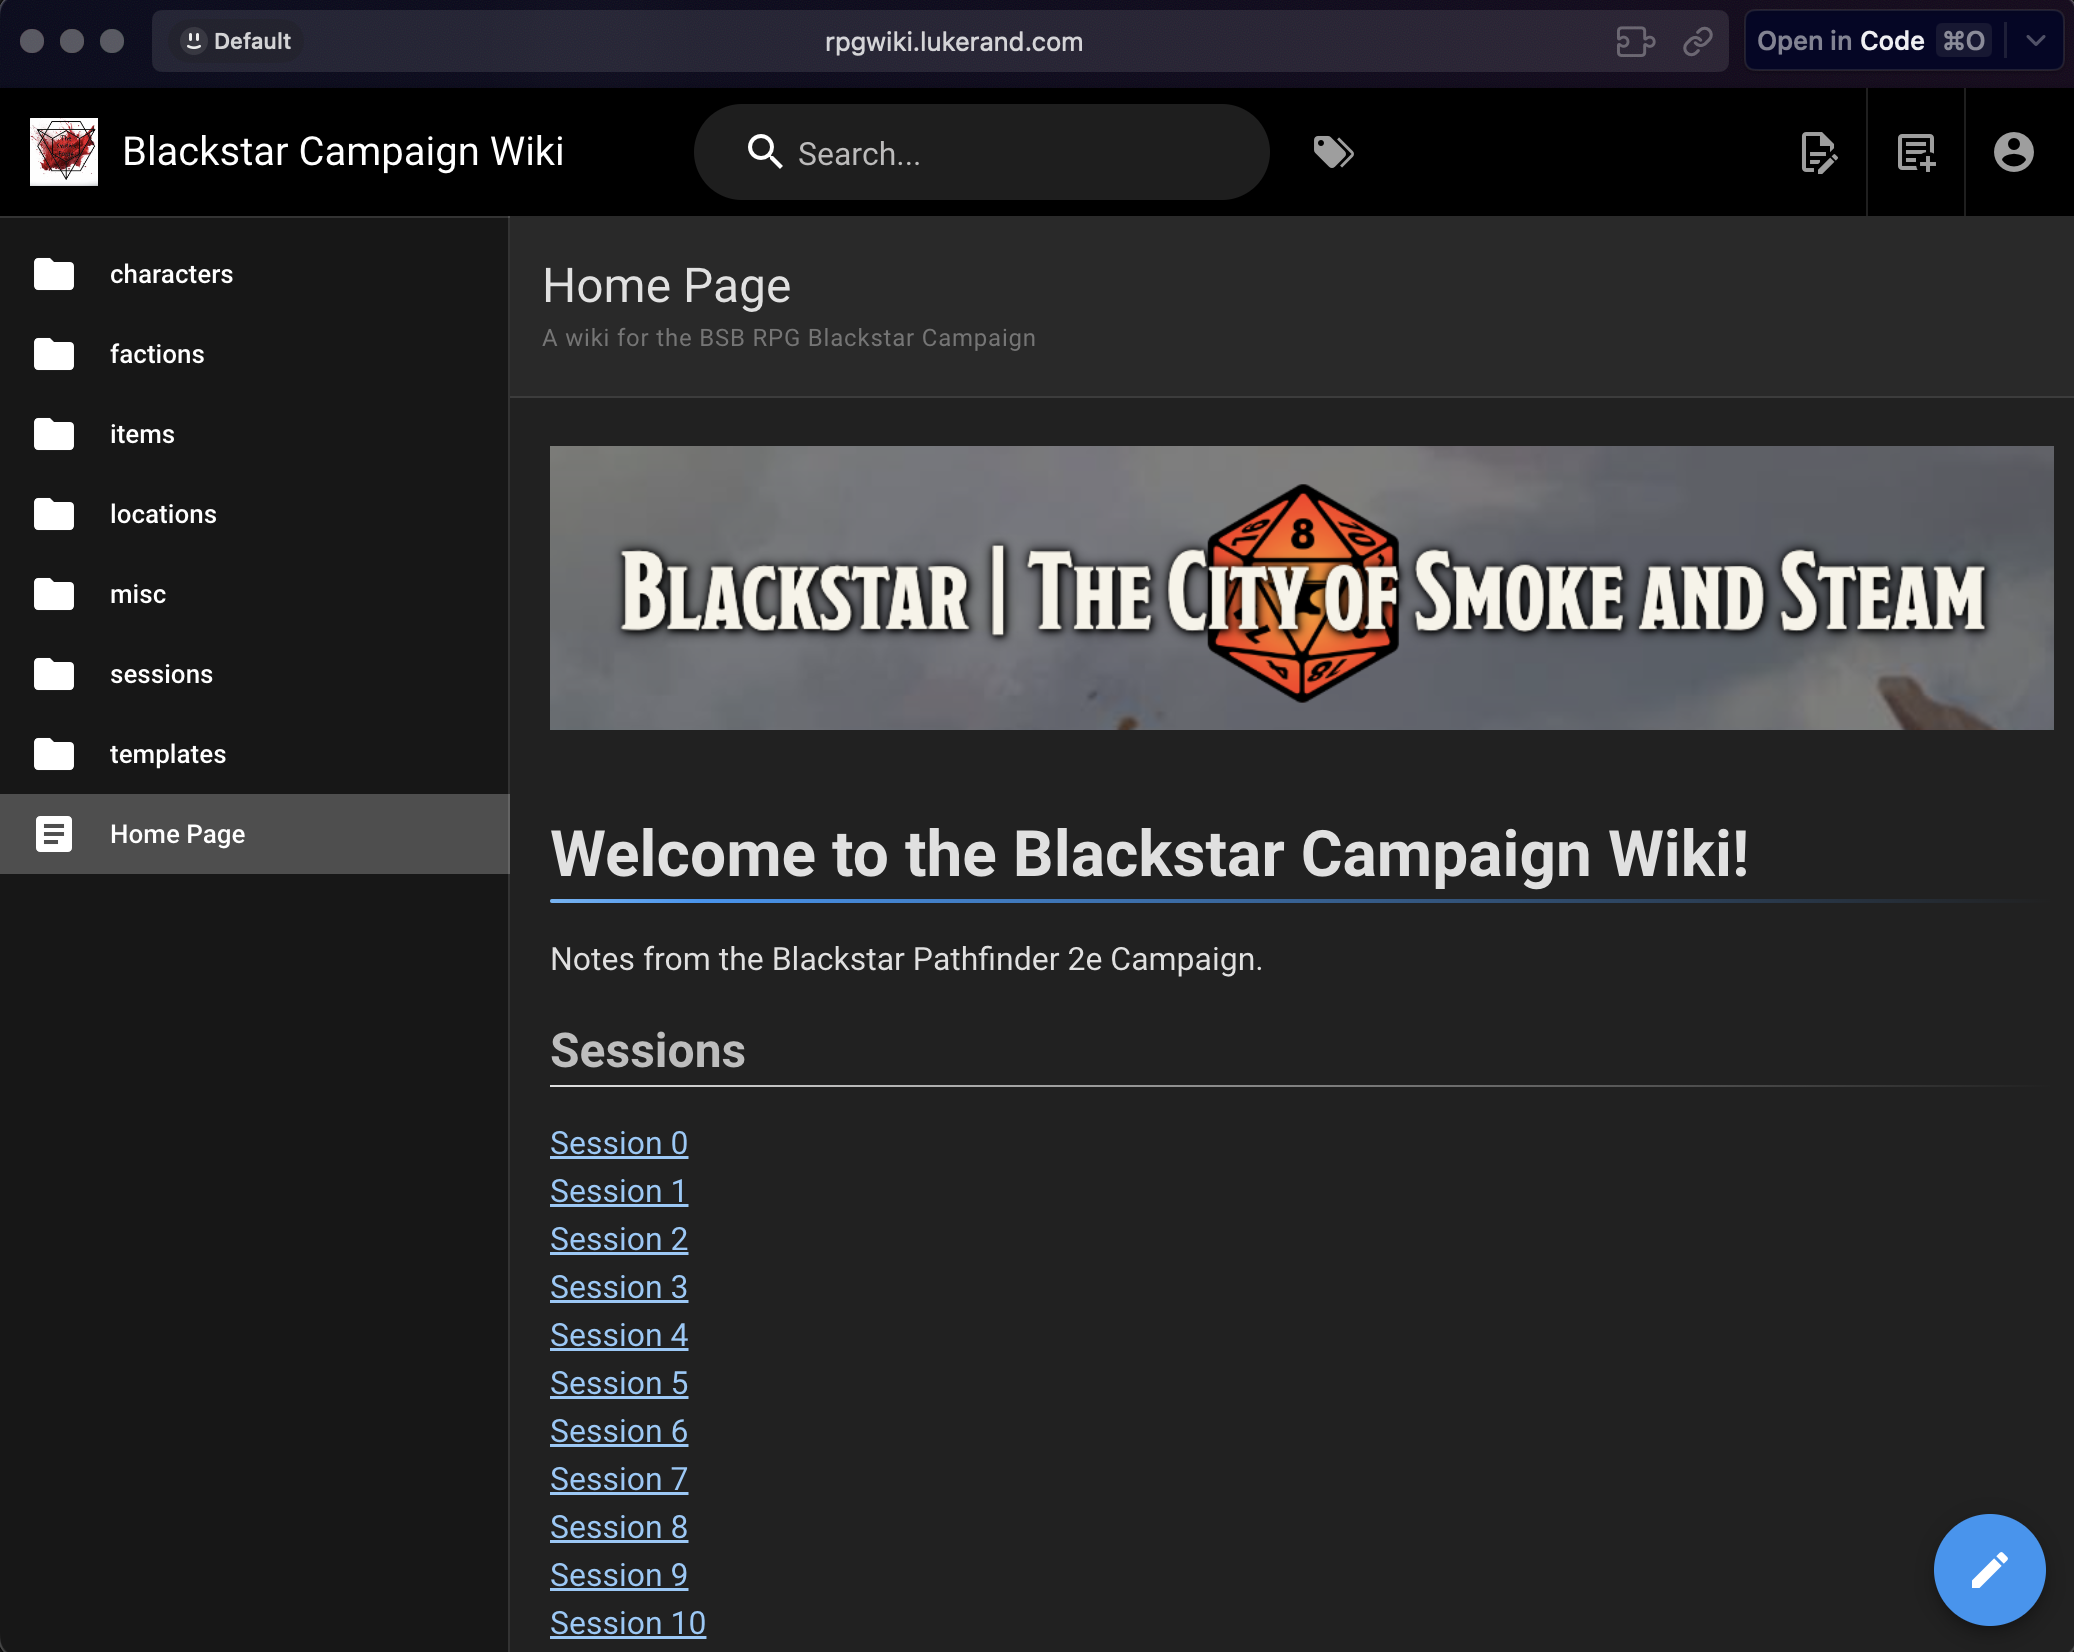 Default
rpgwiki.lukerand.com
Open in Code ⌘O
Blackstar Campaign Wiki
Search...
characters
factions
items
locations
misc
sessions
templates
Home Page
Home Page
A wiki for the BSB RPG Blackstar Campaign
8
10
18
Blackstar | The City of Smoke and Steam
Welcome to the Blackstar Campaign Wiki!
Notes from the Blackstar Pathfinder 2e Campaign.
Sessions
Session 0
Session 1
Session 2
Session 3
Session 4
Session 5
Session 6
Session 7
Session 8
Session 9
Session 10